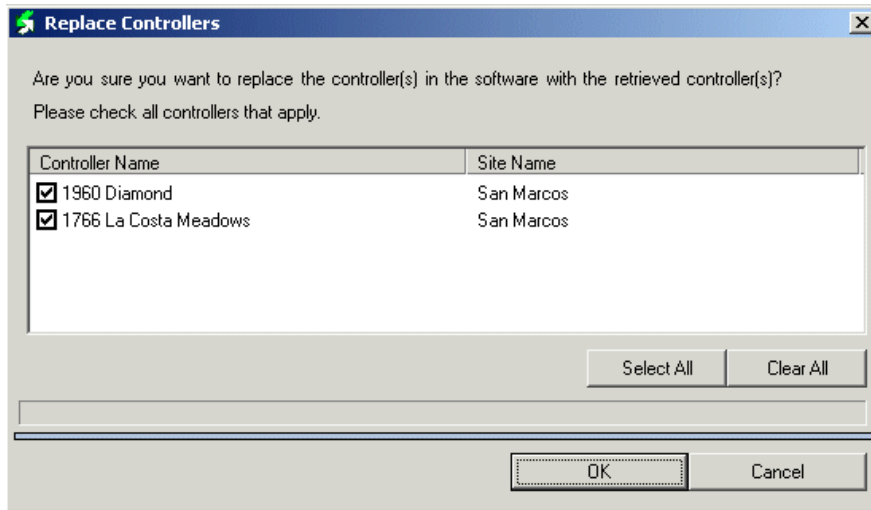 Replace Controllers
Are you sure you want to replace the controller(s) in the software with the retrieved controller(s)?
Please check all controllers that apply.
Controller Name Site Name
1960 Diamond San Marcos
1766 La Costa Meadows San Marcos
Select All Clear All
OK Cancel